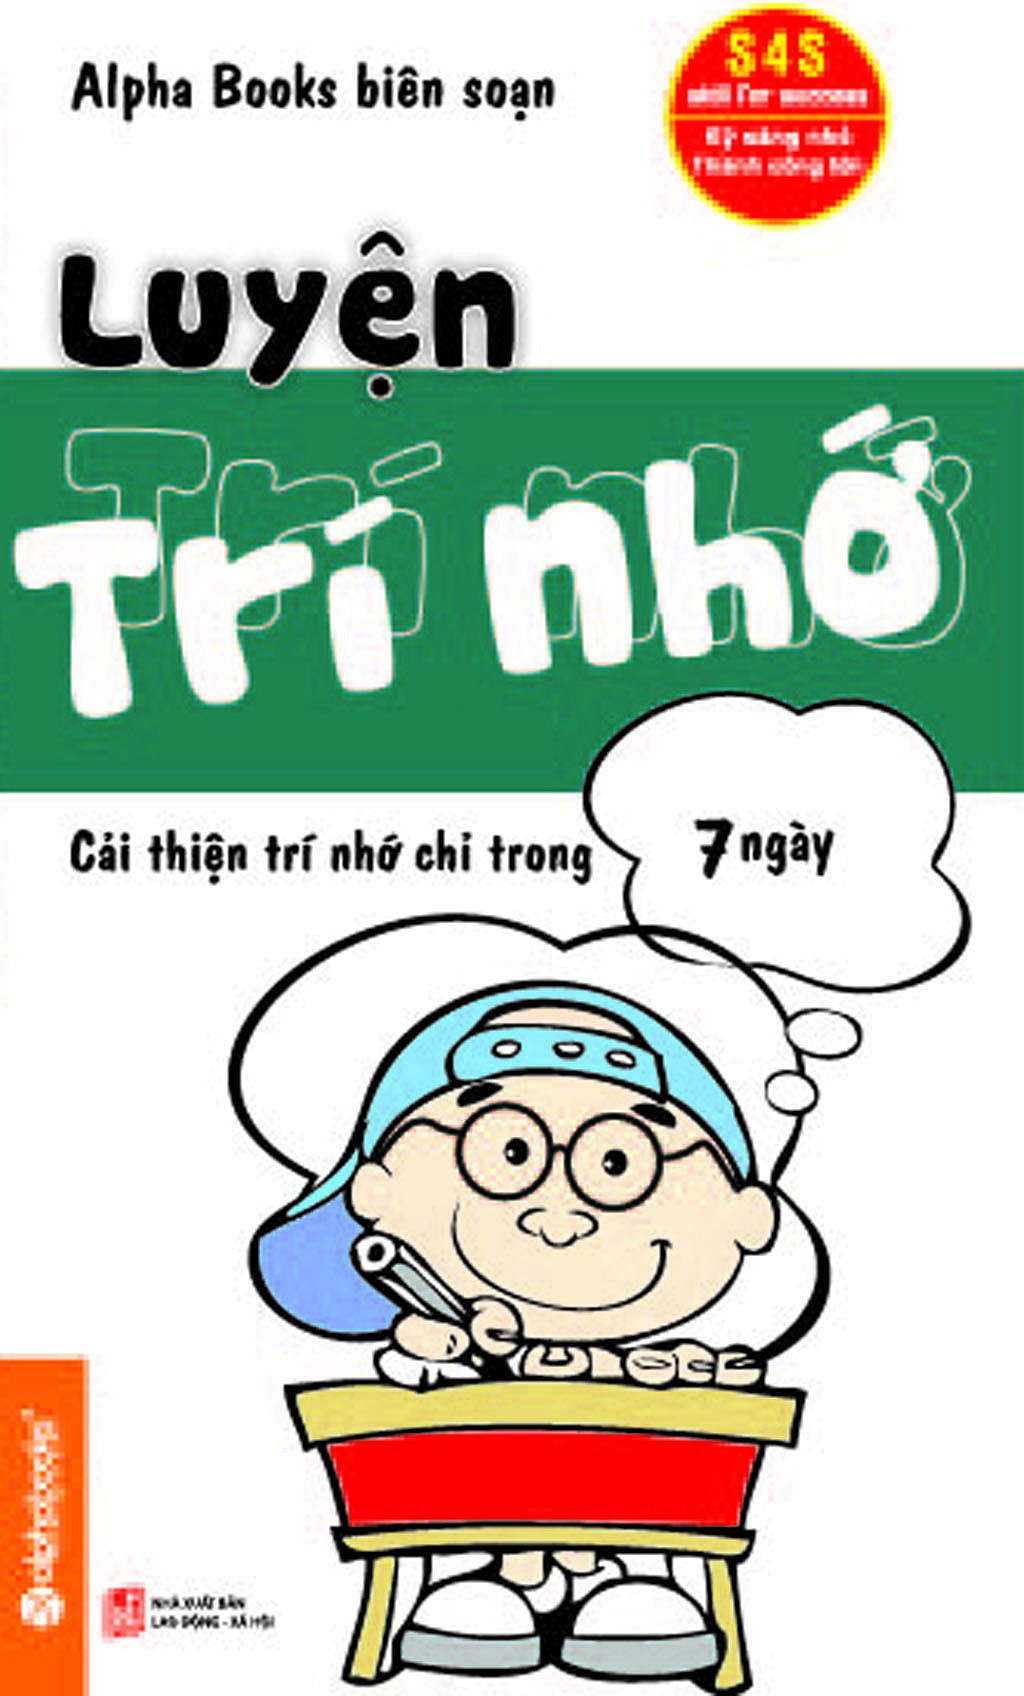 Alpha Books biên soạn
S4S
skill for success
Kỹ năng nhỏ
Thành công lớn
Luyện
Trí nhớ
Cải thiện trí nhớ chỉ trong
7 ngày
alphabooks
NHÀ XUẤT BẢN
LAO ĐỘNG - XÃ HỘI